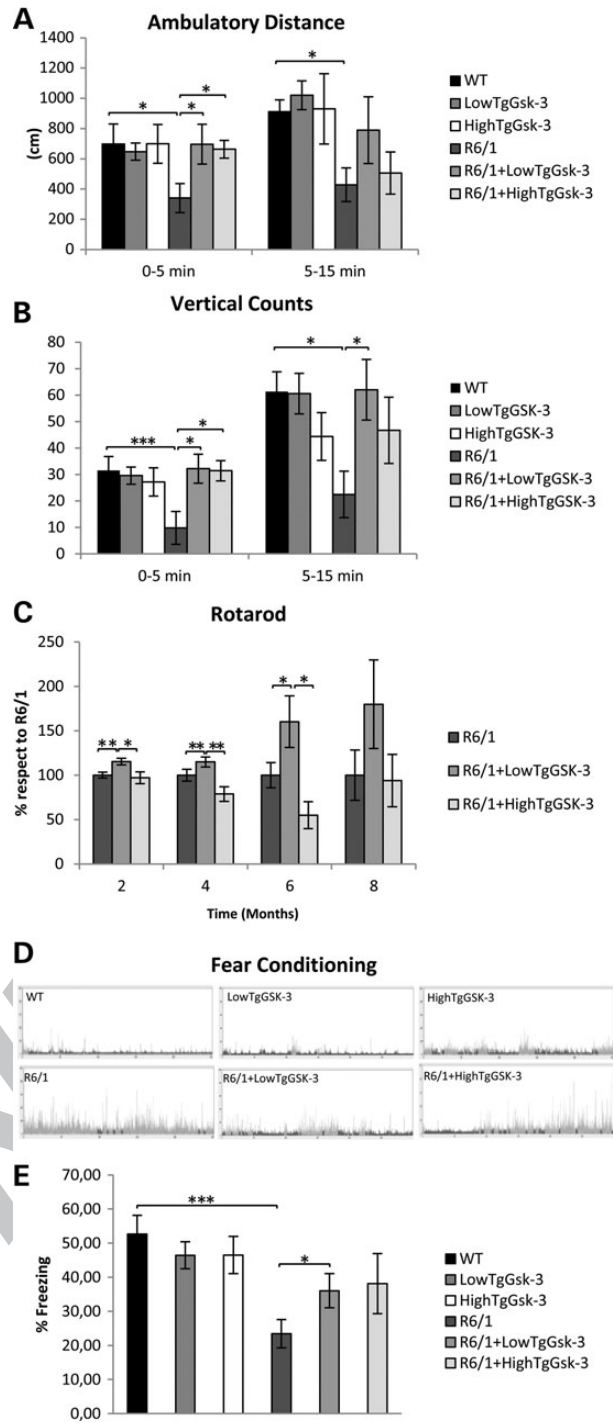 A
Ambulatory Distance
(cm)
1400
1200
1000
800
600
400
200
0
*
*
*
*
0-5 min
5-15 min
WT
LowTgGsk-3
HighTgGsk-3
R6/1
R6/1+LowTgGsk-3
R6/1+HighTgGsk-3
B
Vertical Counts
80
70
60
50
40
30
20
10
0
***
*
*
*
*
0-5 min
5-15 min
WT
LowTgGSK-3
HighTgGSK-3
R6/1
R6/1+LowTgGSK-3
R6/1+HighTgGSK-3
C
Rotarod
% respect to R6/1
250
200
150
100
50
0
** *
** **
* *
2
4
6
8
Time (Months)
R6/1
R6/1+LowTgGSK-3
R6/1+HighTgGSK-3
D
Fear Conditioning
WT
LowTgGSK-3
HighTgGSK-3
R6/1
R6/1+LowTgGSK-3
R6/1+HighTgGSK-3
E
% Freezing
70,00
60,00
50,00
40,00
30,00
20,00
10,00
0,00
***
*
WT
LowTgGsk-3
HighTgGsk-3
R6/1
R6/1+LowTgGsk-3
R6/1+HighTgGsk-3